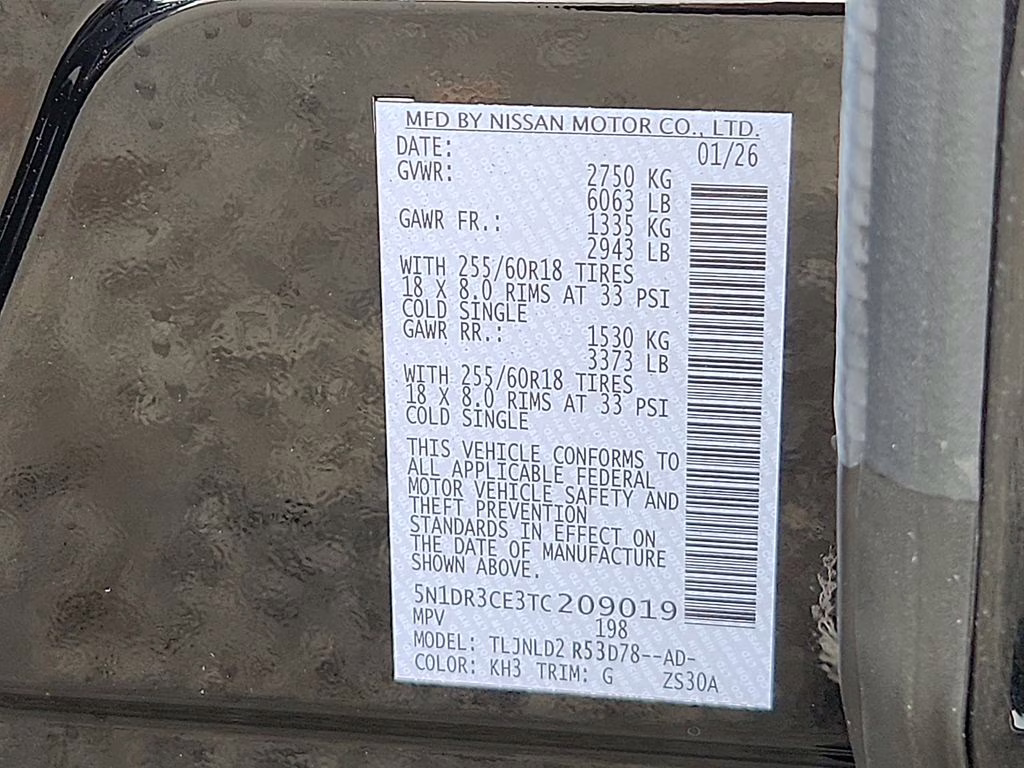 MFD BY NISSAN MOTOR CO., LTD.
DATE: 01/26
GVWR: 2750 KG
6063 LB
GAWR FR.: 1335 KG
2943 LB
WITH 255/60R18 TIRES
18 X 8.0 RIMS AT 33 PSI
COLD SINGLE
GAWR RR.: 1530 KG
3373 LB
WITH 255/60R18 TIRES
18 X 8.0 RIMS AT 33 PSI
COLD SINGLE
THIS VEHICLE CONFORMS TO
ALL APPLICABLE FEDERAL
MOTOR VEHICLE SAFETY AND
THEFT PREVENTION
STANDARDS IN EFFECT ON
THE DATE OF MANUFACTURE
SHOWN ABOVE.
5N1DR3CE3TC209019
MPV 198
MODEL: TLJNLD2 R53D78--AD-
COLOR: KH3 TRIM: G ZS30A